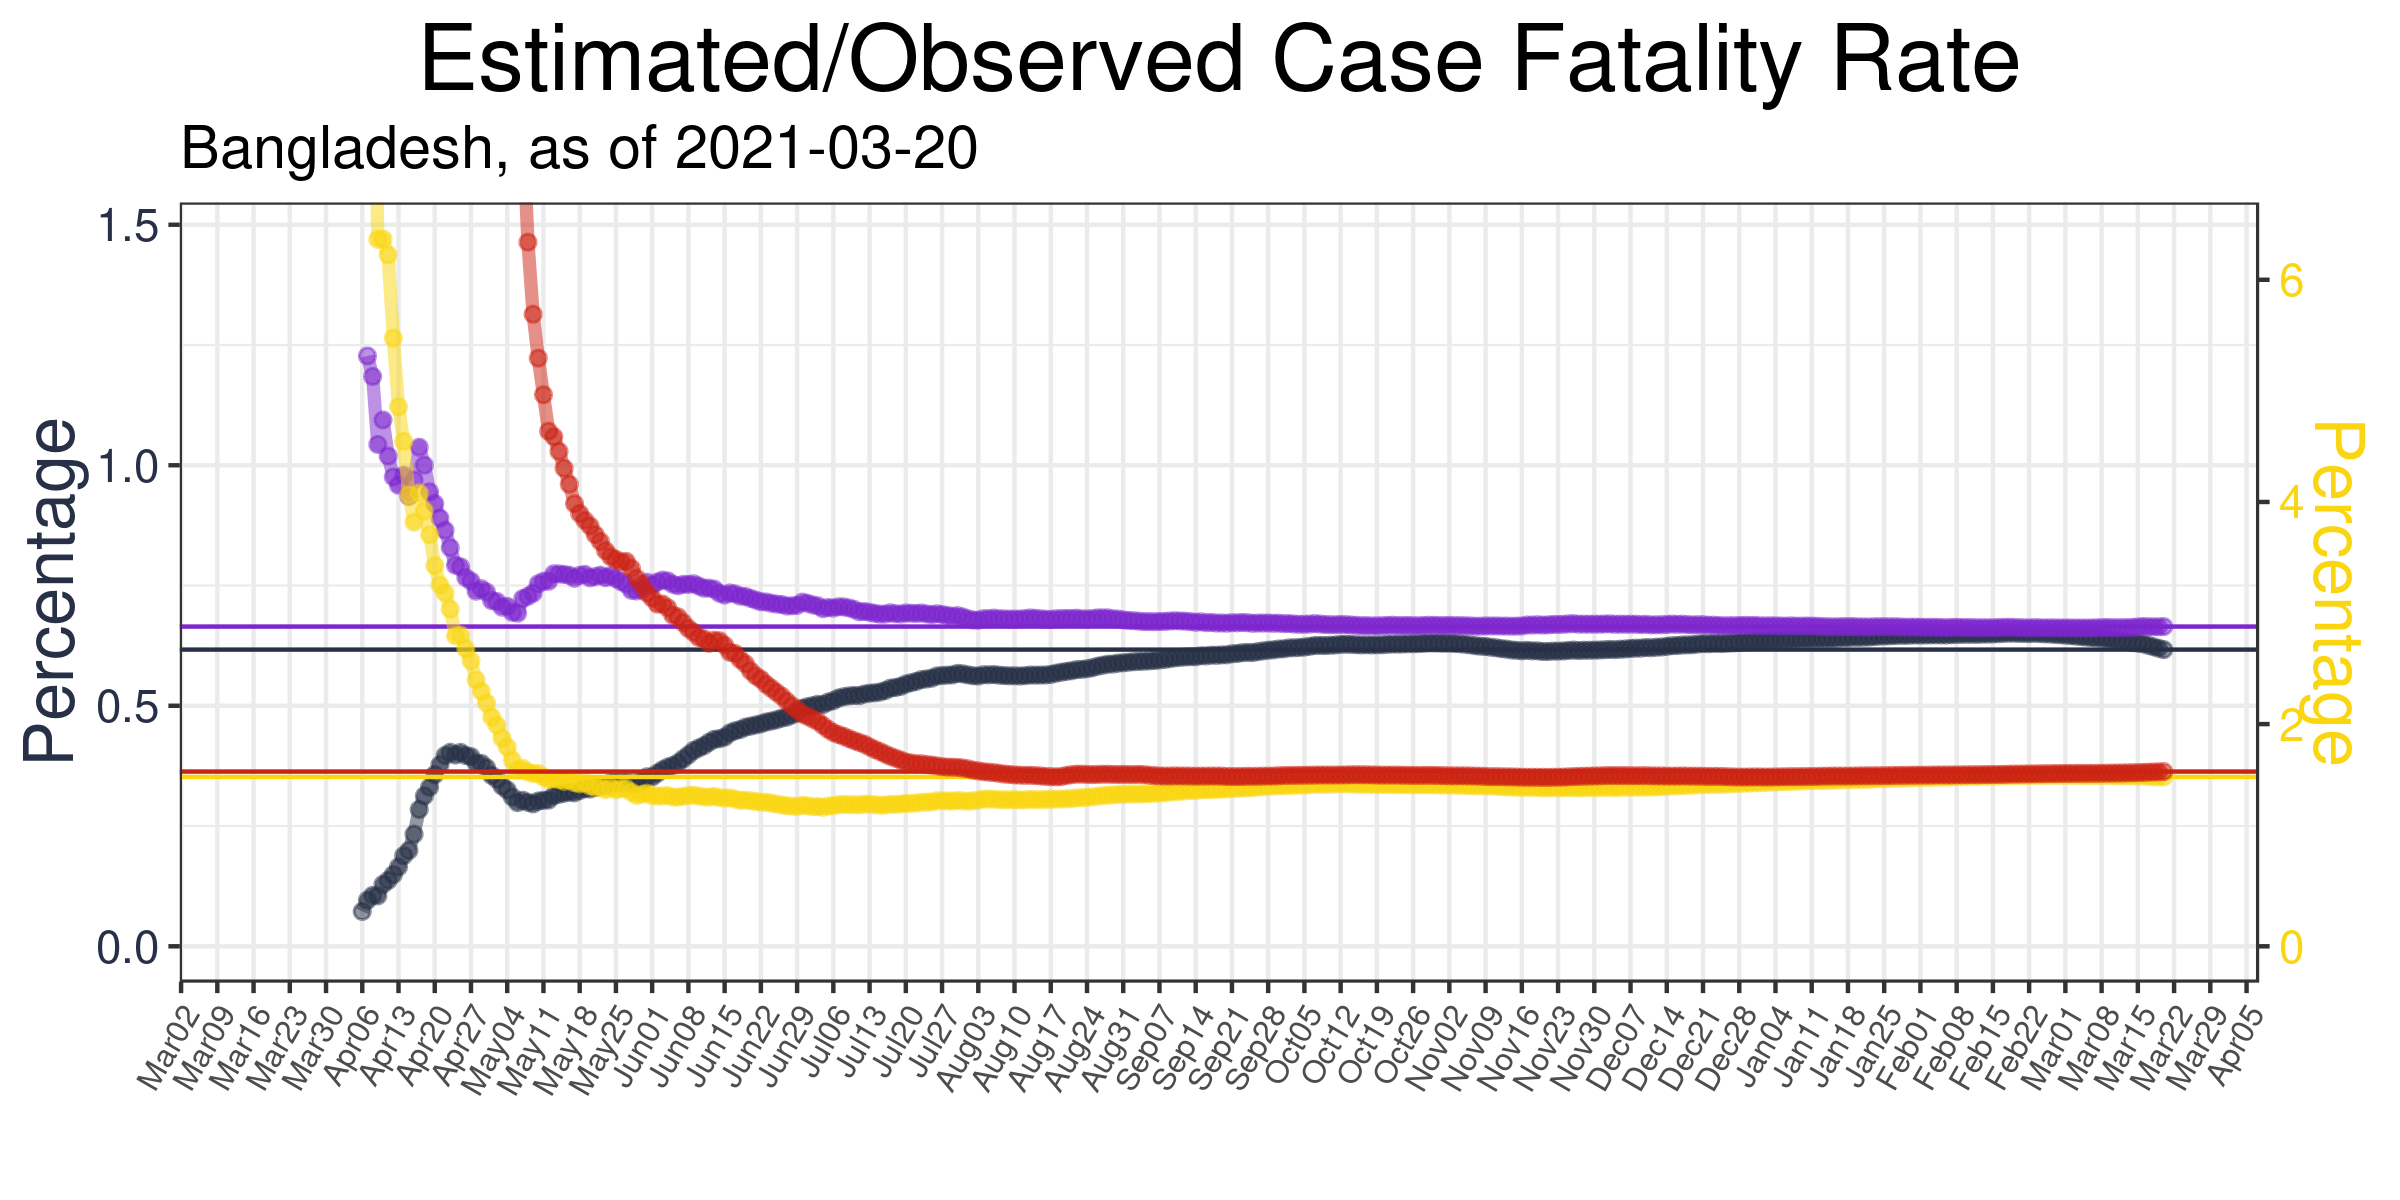 Estimated/Observed Case Fatality Rate
Bangladesh, as of 2021-03-20
Percentage
1.5
1.0
0.5
0.0
6
4
2
0
Percentage
Mar02
Mar09
Mar16
Mar23
Mar30
Apr06
Apr13
Apr20
Apr27
May04
May11
May18
May25
Jun01
Jun08
Jun15
Jun22
Jun29
Jul06
Jul13
Jul20
Jul27
Aug03
Aug10
Aug17
Aug24
Aug31
Sep07
Sep14
Sep21
Sep28
Oct05
Oct12
Oct19
Oct26
Nov02
Nov09
Nov16
Nov23
Nov30
Nov07
Dec14
Dec21
Dec28
Dec04
Jan11
Jan18
Jan25
Feb01
Feb08
Feb15
Feb22
Mar01
Mar08
Mar15
Mar22
Mar29
Apr05